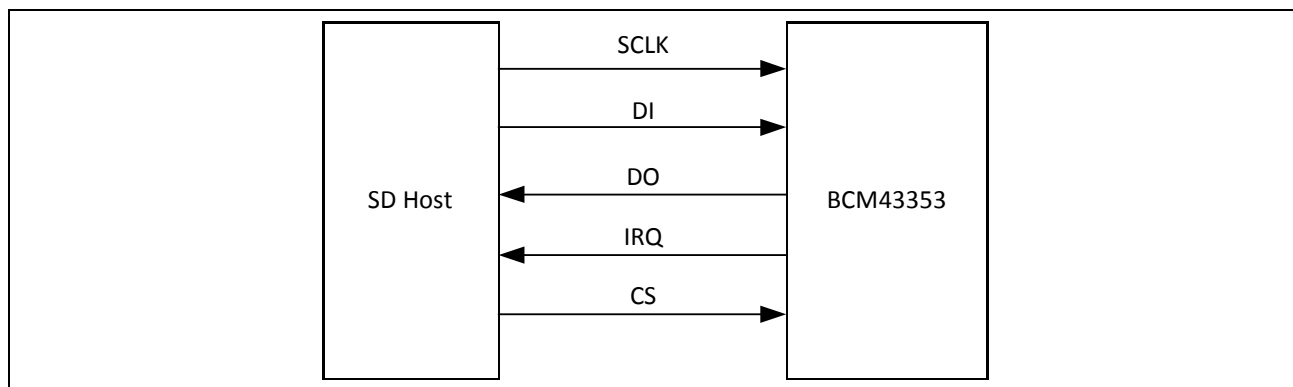 SCLK
DI
DO
SD Host
BCM43353
IRQ
CS